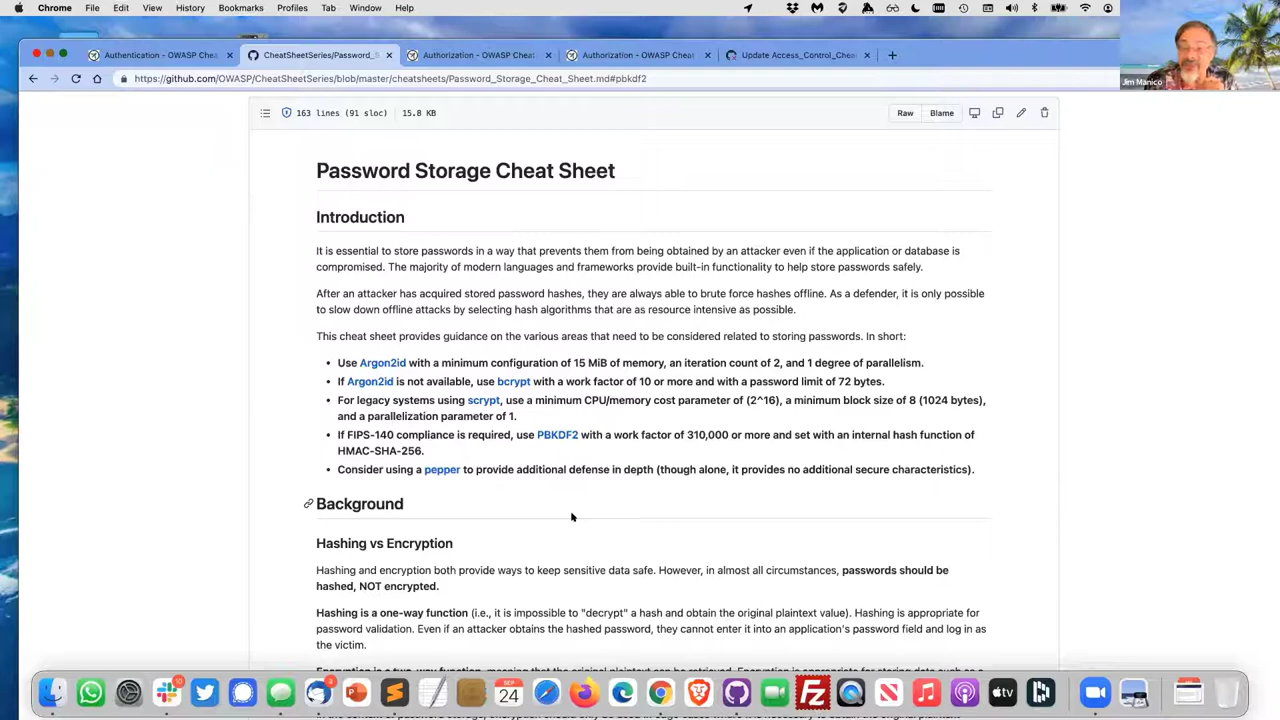 Chrome File Edit View History Bookmarks Profiles Tab Window Help
Authentication - OWASP Chea
CheatSheetSeries/Password_S
Authorization - OWASP Cheat
Authorization - OWASP Cheat
Update Access_Control_Cheat
https://github.com/OWASP/CheatSheetSeries/blob/master/cheatsheets/Password_Storage_Cheat_Sheet.md#pbkdf2
Jim Manico
163 lines (91 sloc) 15.8 KB
Raw Blame
Password Storage Cheat Sheet
Introduction
It is essential to store passwords in a way that prevents them from being obtained by an attacker even if the application or database is
compromised. The majority of modern languages and frameworks provide built-in functionality to help store passwords safely.
After an attacker has acquired stored password hashes, they are always able to brute force hashes offline. As a defender, it is only possible
to slow down offline attacks by selecting hash algorithms that are as resource intensive as possible.
This cheat sheet provides guidance on the various areas that need to be considered related to storing passwords. In short:
• Use Argon2id with a minimum configuration of 15 MiB of memory, an iteration count of 2, and 1 degree of parallelism.
• If Argon2id is not available, use bcrypt with a work factor of 10 or more and with a password limit of 72 bytes.
• For legacy systems using scrypt, use a minimum CPU/memory cost parameter of (2^16), a minimum block size of 8 (1024 bytes),
and a parallelization parameter of 1.
• If FIPS-140 compliance is required, use PBKDF2 with a work factor of 310,000 or more and set with an internal hash function of
HMAC-SHA-256.
• Consider using a pepper to provide additional defense in depth (though alone, it provides no additional secure characteristics).
Background
Hashing vs Encryption
Hashing and encryption both provide ways to keep sensitive data safe. However, in almost all circumstances, passwords should be
hashed, NOT encrypted.
Hashing is a one-way function (i.e., it is impossible to "decrypt" a hash and obtain the original plaintext value). Hashing is appropriate for
password validation. Even if an attacker obtains the hashed password, they cannot enter it into an application's password field and log in as
the victim.
SEP
24
tv